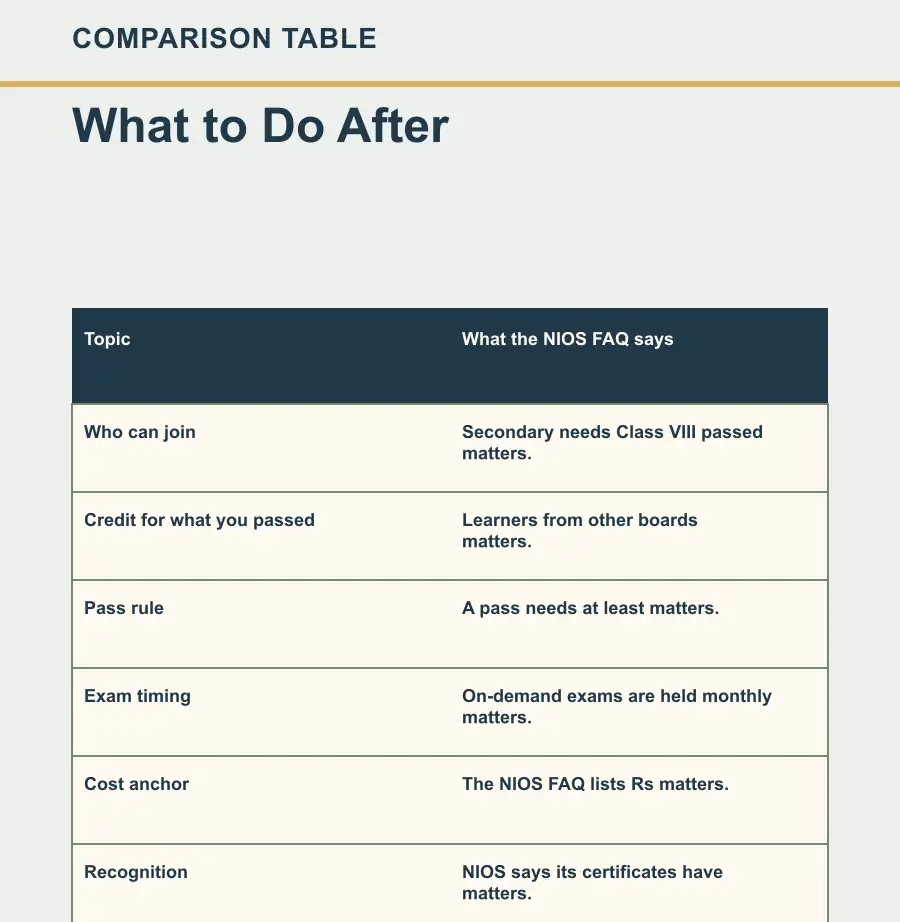 COMPARISON TABLE
What to Do After
Topic
What the NIOS FAQ says
Who can join
Secondary needs Class VIII passed
matters.
Credit for what you passed
Learners from other boards
matters.
Pass rule
A pass needs at least matters.
Exam timing
On-demand exams are held monthly
matters.
Cost anchor
The NIOS FAQ lists Rs matters.
Recognition
NIOS says its certificates have
matters.